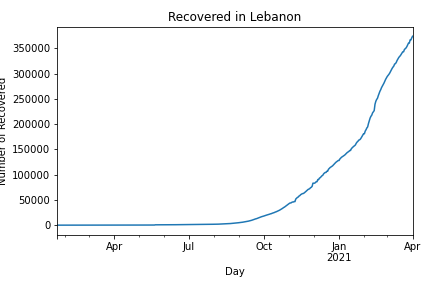 Recovered in Lebanon
Number of Recovered
350000
300000
250000
200000
150000
100000
50000
0
Apr Jul Oct Jan Apr
2021
Day